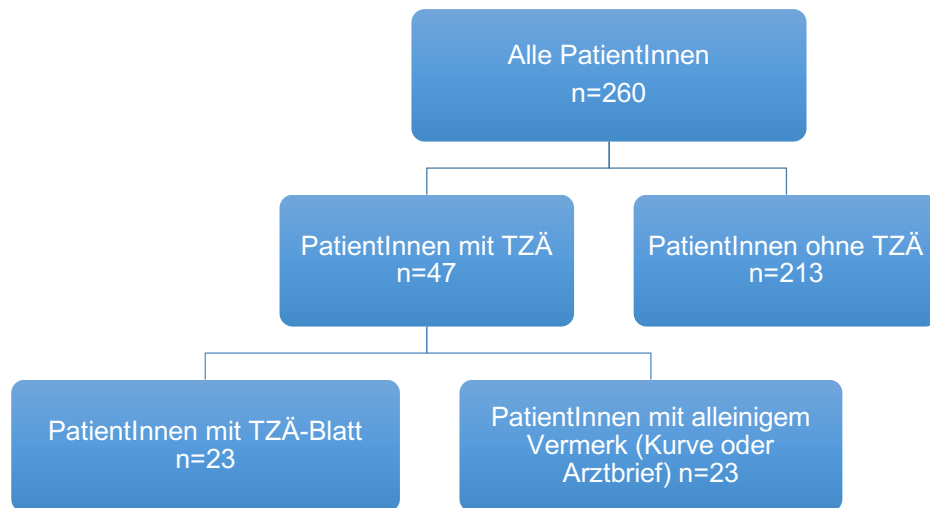 Alle PatientInnen
n=260
PatientInnen mit TZÄ
n=47
PatientInnen ohne TZÄ
n=213
PatientInnen mit TZÄ-Blatt
n=23
PatientInnen mit alleinigem
Vermerk (Kurve oder
Arztbrief) n=23